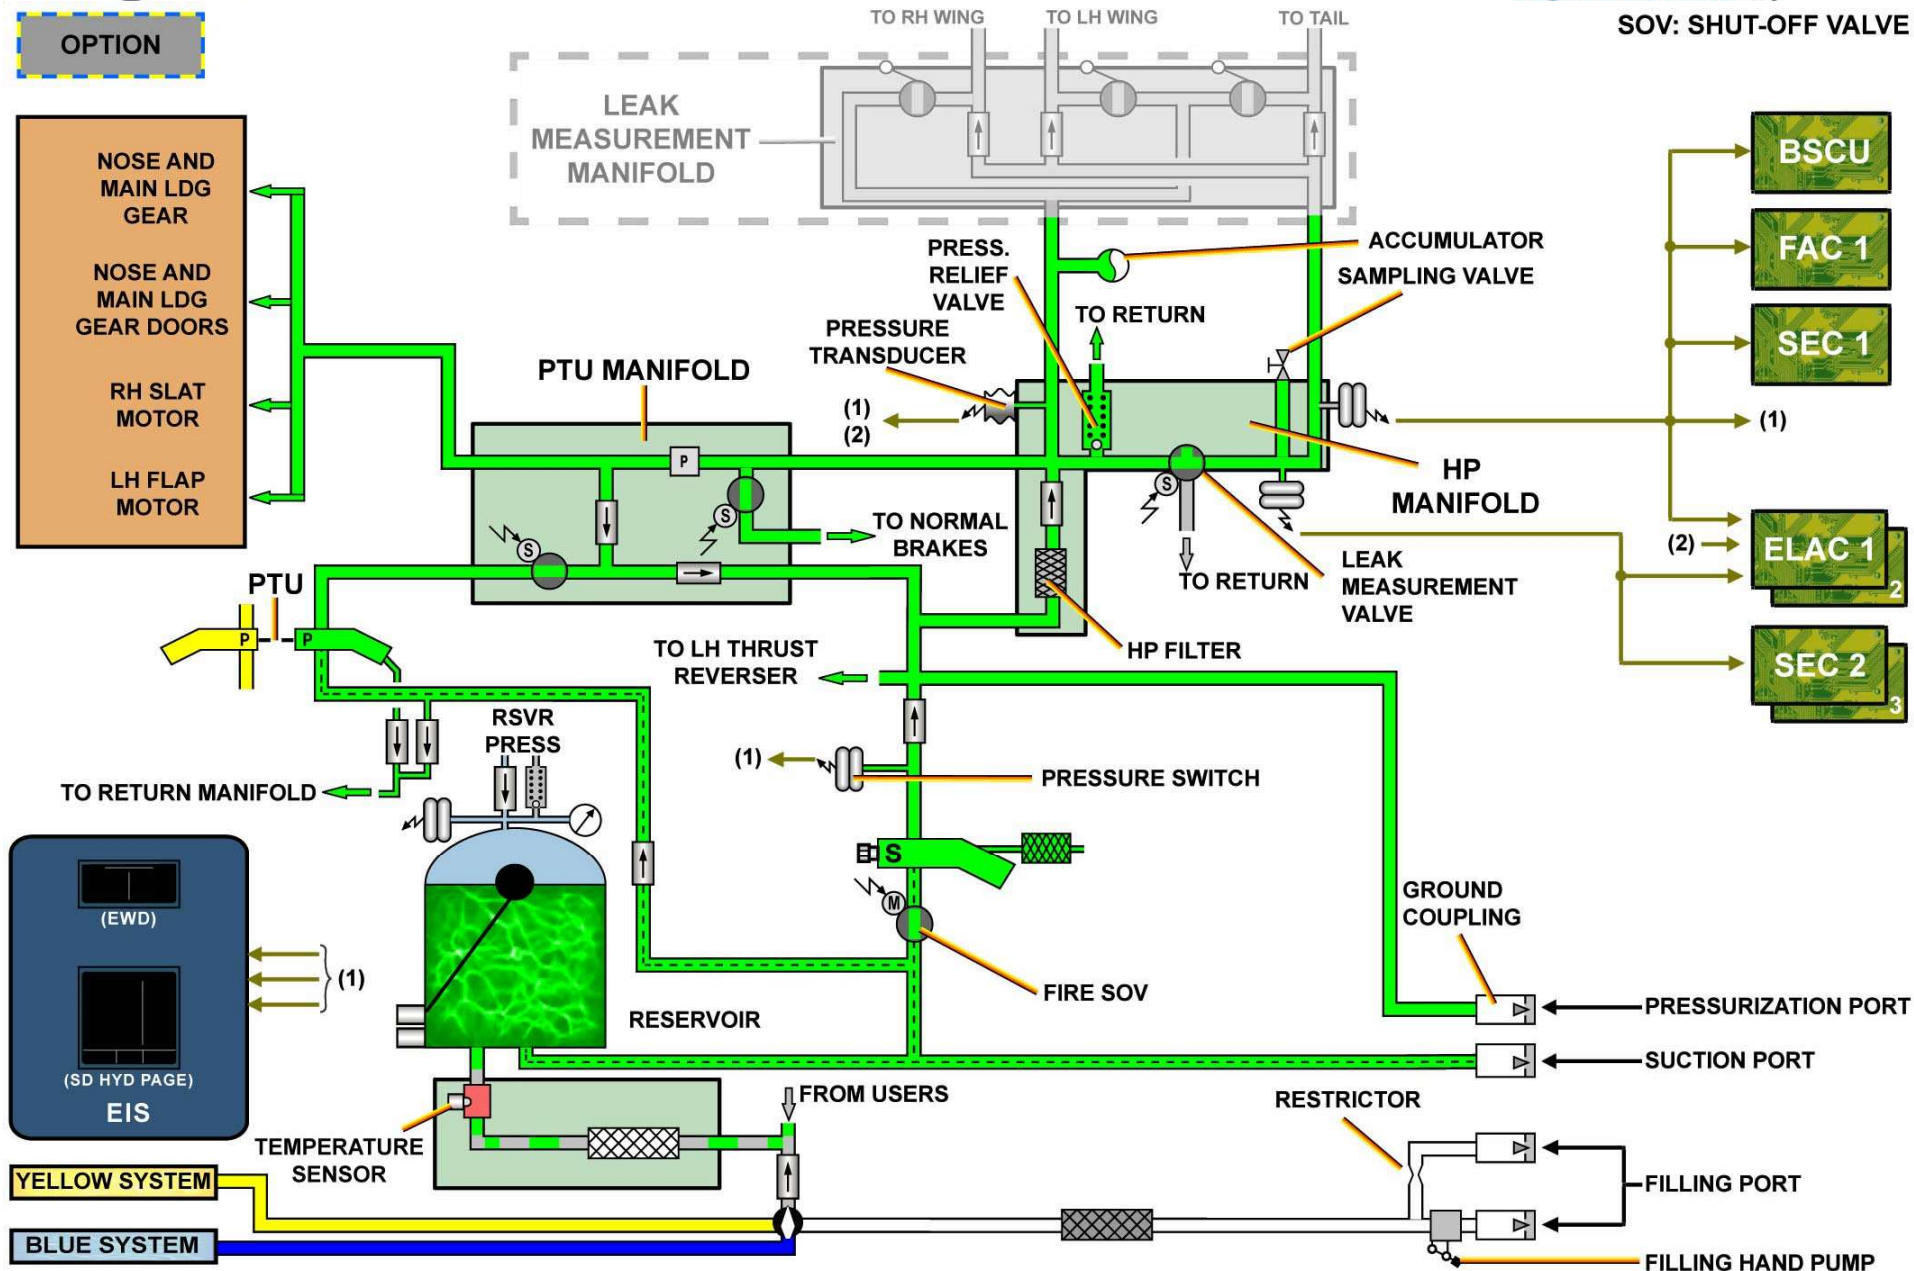 OPTION
TO RH WING
TO LH WING
TO TAIL
SOV: SHUT-OFF VALVE
LEAK
MEASUREMENT
MANIFOLD
NOSE AND
MAIN LDG
GEAR
NOSE AND
MAIN LDG
GEAR DOORS
RH SLAT
MOTOR
LH FLAP
MOTOR
PTU MANIFOLD
PRESS.
RELIEF
VALVE
PRESSURE
TRANSDUCER
(1)
(2)
TO RETURN
ACCUMULATOR
SAMPLING VALVE
BSCU
FAC 1
SEC 1
(1)
P
S
S
TO NORMAL
BRAKES
S
TO RETURN
HP
MANIFOLD
LEAK
MEASUREMENT
VALVE
(2)
ELAC 1
2
SEC 2
3
PTU
P
P
HP FILTER
TO LH THRUST
REVERSER
RSVR
PRESS
(1)
PRESSURE SWITCH
TO RETURN MANIFOLD
S
M
FIRE SOV
GROUND
COUPLING
(EWD)
(1)
(SD HYD PAGE)
EIS
RESERVOIR
PRESSURIZATION PORT
SUCTION PORT
FROM USERS
RESTRICTOR
TEMPERATURE
SENSOR
YELLOW SYSTEM
BLUE SYSTEM
FILLING PORT
FILLING HAND PUMP